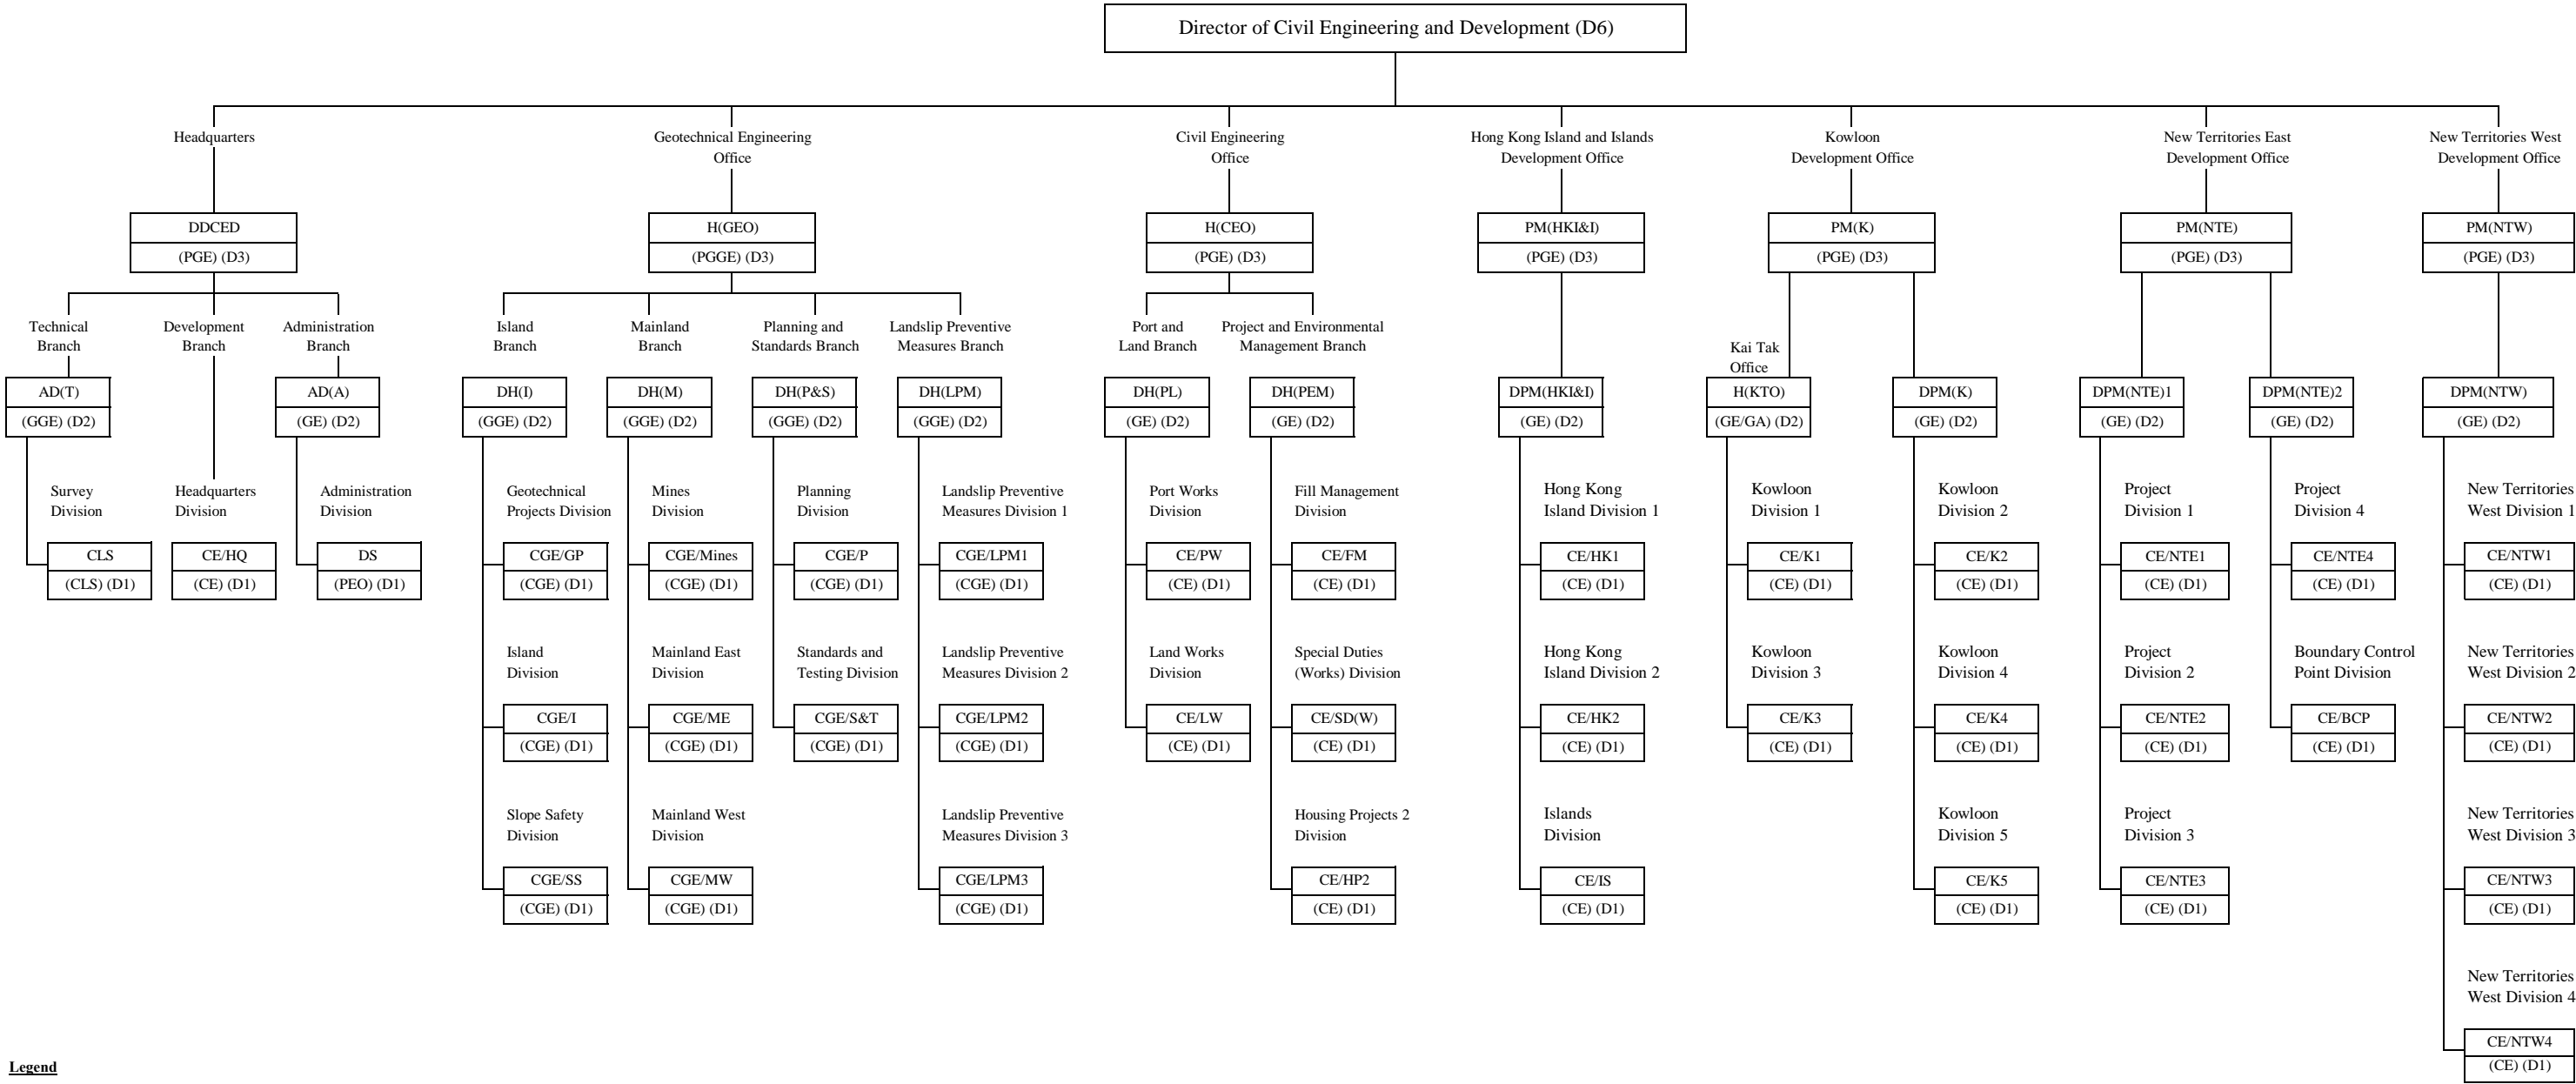 Director of Civil Engineering and Development (D6)
Headquarters
Geotechnical Engineering
Office
Civil Engineering
Office
Hong Kong Island and Islands
Development Office
Kowloon
Development Office
New Territories East
Development Office
New Territories West
Development Office
DDCED
(PGE) (D3)
H(GEO)
(PGGE) (D3)
H(CEO)
(PGE) (D3)
PM(HKI&I)
(PGE) (D3)
PM(K)
(PGE) (D3)
PM(NTE)
(PGE) (D3)
PM(NTW)
(PGE) (D3)
Technical
Branch
Development
Branch
Administration
Branch
Island
Branch
Mainland
Branch
Planning and
Standards Branch
Landslip Preventive
Measures Branch
Port and
Land Branch
Project and Environmental
Management Branch
Kai Tak
Office
AD(T)
(GGE) (D2)
AD(A)
(GE) (D2)
DH(I)
(GGE) (D2)
DH(M)
(GGE) (D2)
DH(P&S)
(GGE) (D2)
DH(LPM)
(GGE) (D2)
DH(PL)
(GE) (D2)
DH(PEM)
(GE) (D2)
DPM(HKI&I)
(GE) (D2)
H(KTO)
(GE/GA) (D2)
DPM(K)
(GE) (D2)
DPM(NTE)1
(GE) (D2)
DPM(NTE)2
(GE) (D2)
DPM(NTW)
(GE) (D2)
Survey
Division
Headquarters
Division
Administration
Division
Geotechnical
Projects Division
Mines
Division
Planning
Division
Landslip Preventive
Measures Division 1
Port Works
Division
Fill Management
Division
Hong Kong
Island Division 1
Kowloon
Division 1
Kowloon
Division 2
Project
Division 1
Project
Division 4
New Territories
West Division 1
CLS
(CLS) (D1)
CE/HQ
(CE) (D1)
DS
(PEO) (D1)
CGE/GP
(CGE) (D1)
CGE/Mines
(CGE) (D1)
CGE/P
(CGE) (D1)
CGE/LPM1
(CGE) (D1)
CE/PW
(CE) (D1)
CE/FM
(CE) (D1)
CE/HK1
(CE) (D1)
CE/K1
(CE) (D1)
CE/K2
(CE) (D1)
CE/NTE1
(CE) (D1)
CE/NTE4
(CE) (D1)
CE/NTW1
(CE) (D1)
Island
Division
Mainland East
Division
Standards and
Testing Division
Landslip Preventive
Measures Division 2
Land Works
Division
Special Duties
(Works) Division
Hong Kong
Island Division 2
Kowloon
Division 3
Kowloon
Division 4
Project
Division 2
Boundary Control
Point Division
New Territories
West Division 2
CGE/I
(CGE) (D1)
CGE/ME
(CGE) (D1)
CGE/S&T
(CGE) (D1)
CGE/LPM2
(CGE) (D1)
CE/LW
(CE) (D1)
CE/SD(W)
(CE) (D1)
CE/HK2
(CE) (D1)
CE/K3
(CE) (D1)
CE/K4
(CE) (D1)
CE/NTE2
(CE) (D1)
CE/BCP
(CE) (D1)
CE/NTW2
(CE) (D1)
Slope Safety
Division
Mainland West
Division
Landslip Preventive
Measures Division 3
Housing Projects 2
Division
Islands
Division
Kowloon
Division 5
Project
Division 3
New Territories
West Division 3
CGE/SS
(CGE) (D1)
CGE/MW
(CGE) (D1)
CGE/LPM3
(CGE) (D1)
CE/HP2
(CE) (D1)
CE/IS
(CE) (D1)
CE/K5
(CE) (D1)
CE/NTE3
(CE) (D1)
CE/NTW3
(CE) (D1)
New Territories
West Division 4
CE/NTW4
(CE) (D1)
Legend